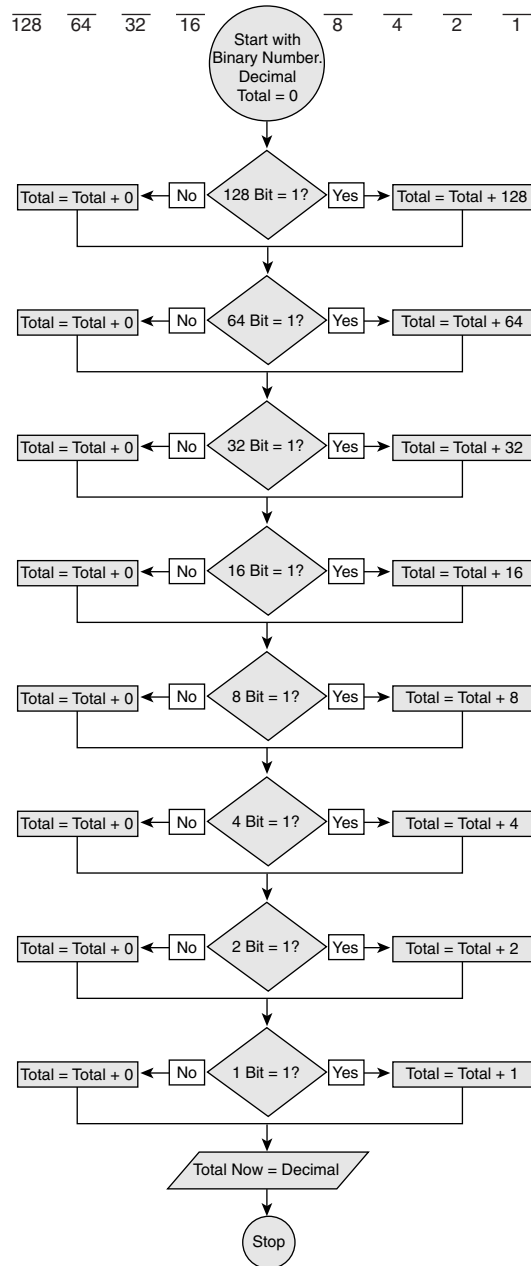 128 64 32 16 8 4 2 1
Start with
Binary Number.
Decimal
Total = 0
Total = Total + 0 No 128 Bit = 1? Yes Total = Total + 128
Total = Total + 0 No 64 Bit = 1? Yes Total = Total + 64
Total = Total + 0 No 32 Bit = 1? Yes Total = Total + 32
Total = Total + 0 No 16 Bit = 1? Yes Total = Total + 16
Total = Total + 0 No 8 Bit = 1? Yes Total = Total + 8
Total = Total + 0 No 4 Bit = 1? Yes Total = Total + 4
Total = Total + 0 No 2 Bit = 1? Yes Total = Total + 2
Total = Total + 0 No 1 Bit = 1? Yes Total = Total + 1
Total Now = Decimal
Stop